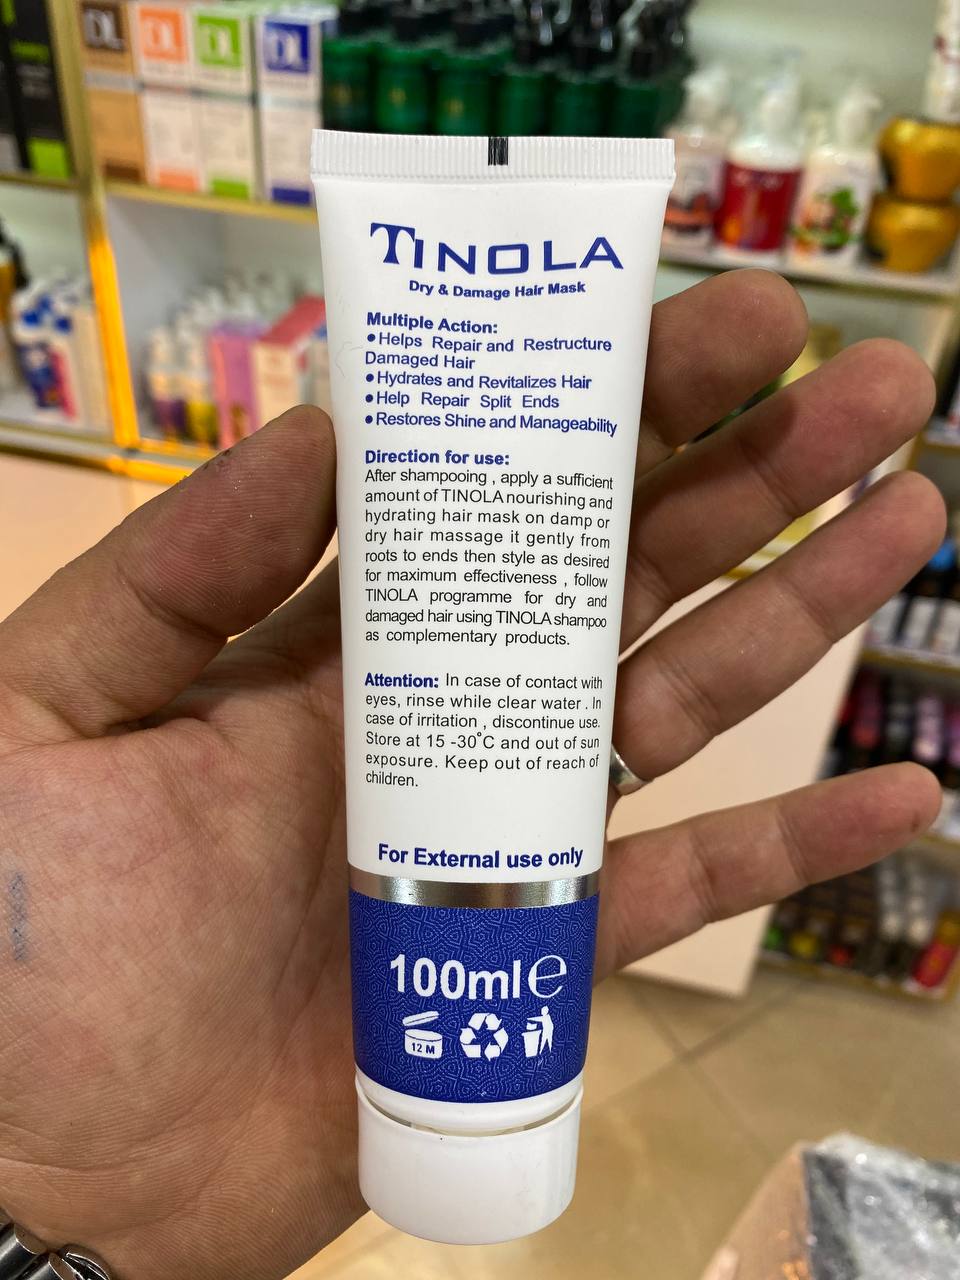 DL
DL
DL
DL
TINOLA
Dry & Damage Hair Mask
Multiple Action:
•Helps Repair and Restructure
Damaged Hair
•Hydrates and Revitalizes Hair
•Help Repair Split Ends
•Restores Shine and Manageability
Direction for use:
After shampooing , apply a sufficient
amount of TINOLA nourishing and
hydrating hair mask on damp or
dry hair massage it gently from
roots to ends then style as desired
for maximum effectiveness , follow
TINOLA programme for dry and
damaged hair using TINOLA shampoo
as complementary products.
Attention: In case of contact with
eyes, rinse while clear water . In
case of irritation , discontinue use.
Store at 15 -30°C and out of sun
exposure. Keep out of reach of
children.
For External use only
100ml e
12 M